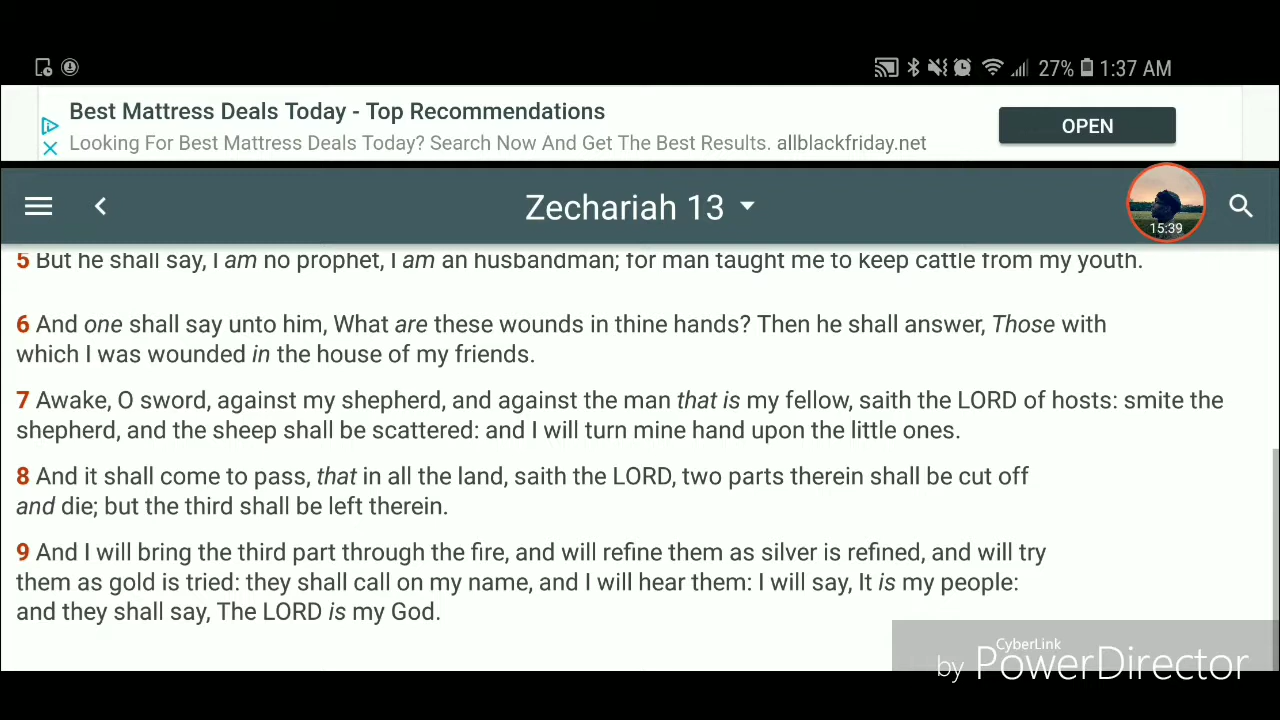 27% 1:37 AM
Best Mattress Deals Today - Top Recommendations
Looking For Best Mattress Deals Today? Search Now And Get The Best Results. allblackfriday.net
OPEN
Zechariah 13
15:39
5 But he shall say, I am no prophet, I am an husbandman; for man taught me to keep cattle from my youth.
6 And one shall say unto him, What are these wounds in thine hands? Then he shall answer, Those with
which I was wounded in the house of my friends.
7 Awake, O sword, against my shepherd, and against the man that is my fellow, saith the LORD of hosts: smite the
shepherd, and the sheep shall be scattered: and I will turn mine hand upon the little ones.
8 And it shall come to pass, that in all the land, saith the LORD, two parts therein shall be cut off
and die; but the third shall be left therein.
9 And I will bring the third part through the fire, and will refine them as silver is refined, and will try
them as gold is tried: they shall call on my name, and I will hear them: I will say, It is my people:
and they shall say, The LORD is my God.
CyberLink
by PowerDirector